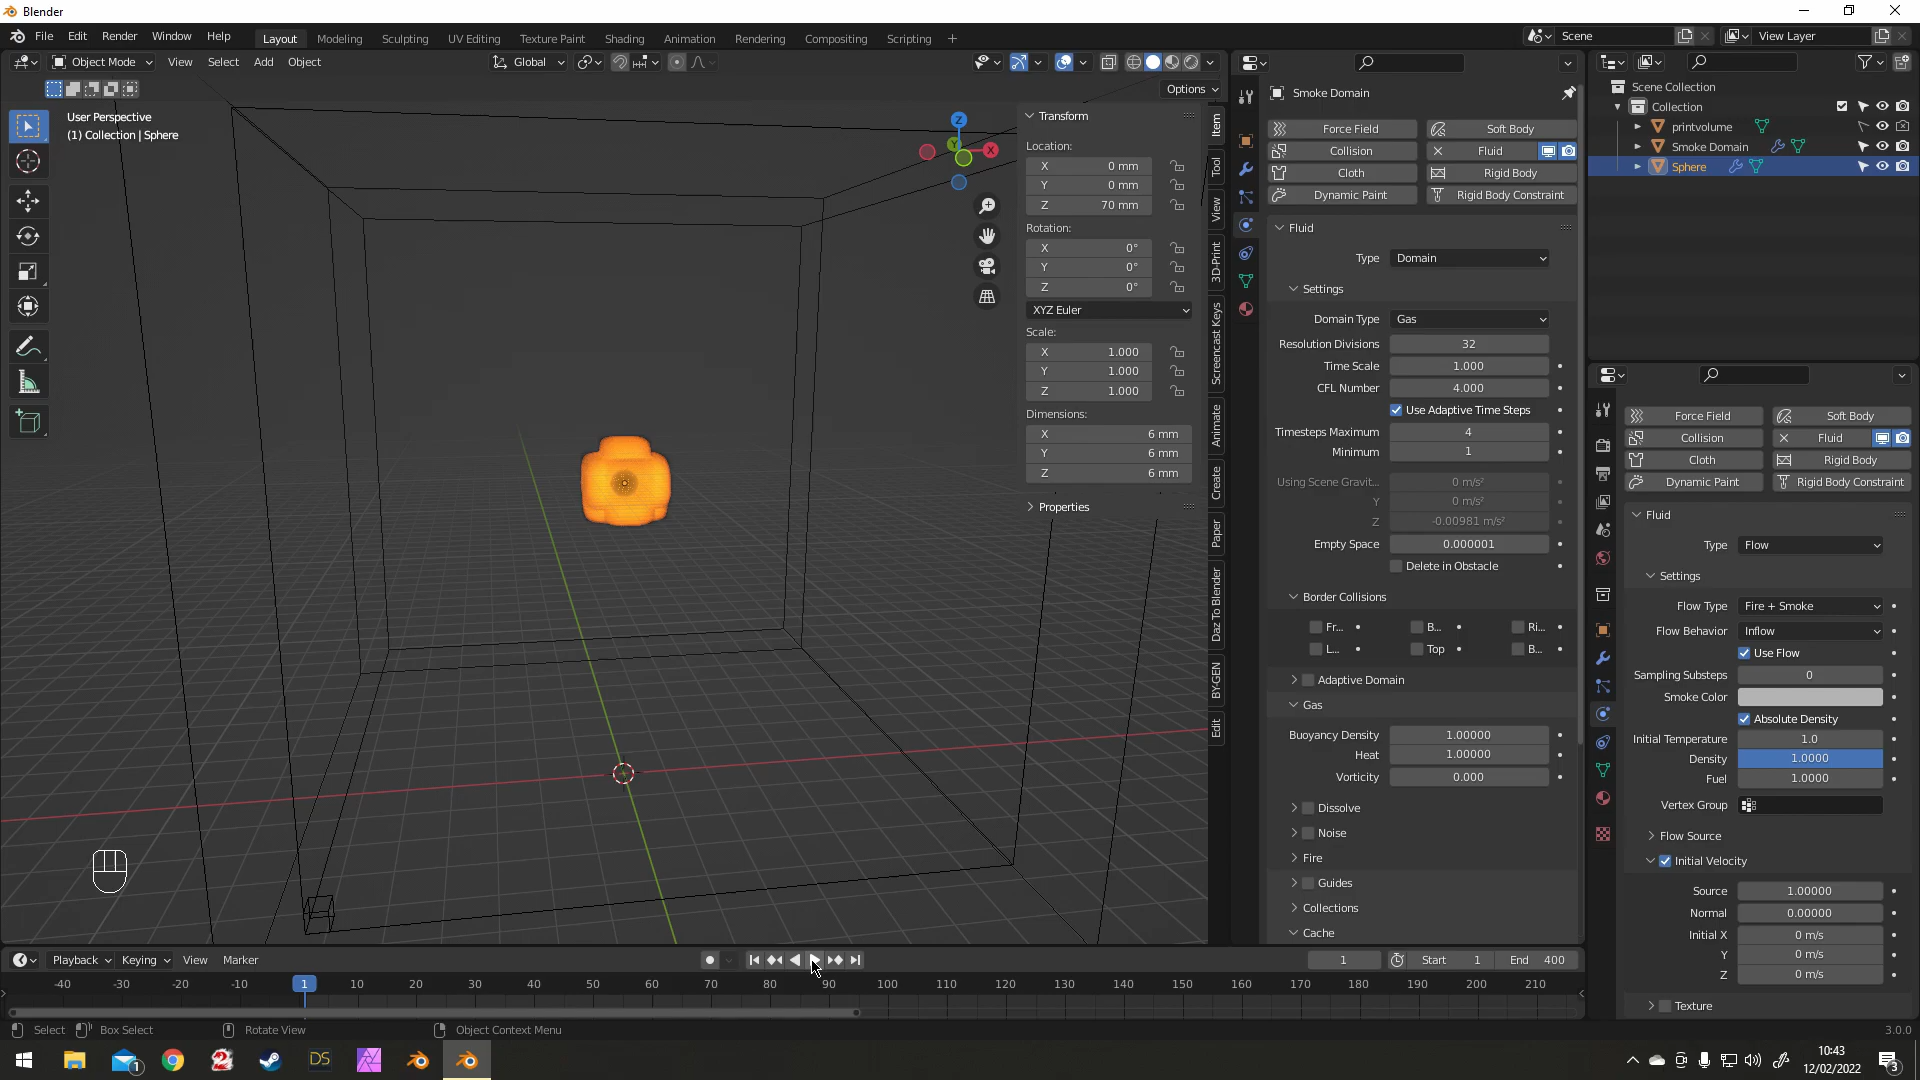 Blender
File Edit Render Window Help
Layout Modeling Sculpting UV Editing Texture Paint Shading Animation Rendering Compositing Scripting
Scene View Layer
Object Mode View Select Add Object Global
Options
User Perspective
(1) Collection | Sphere
Z
X
Y
Transform
Location:
X 0 mm
Y 0 mm
Z 70 mm
Rotation:
X 0°
Y 0°
Z 0°
XYZ Euler
Scale:
X 1.000
Y 1.000
Z 1.000
Dimensions:
X 6 mm
Y 6 mm
Z 6 mm
Properties
Item
Tool
View
3D-Print
Screencast Keys
Animate
Create
Paper
Daz To Blender
BY-GEN
Edit
Smoke Domain
Force Field Soft Body
Collision Fluid
Cloth Rigid Body
Dynamic Paint Rigid Body Constraint
Fluid
Type Domain
Settings
Domain Type Gas
Resolution Divisions 32
Time Scale 1.000
CFL Number 4.000
Use Adaptive Time Steps
Timesteps Maximum 4
Minimum 1
Using Scene Gravit... 0 m/s²
Y 0 m/s²
Z -0.00981 m/s²
Empty Space 0.000001
Delete in Obstacle
Border Collisions
Fr... B... Ri...
L... Top B...
Adaptive Domain
Gas
Buoyancy Density 1.00000
Heat 1.00000
Vorticity 0.000
Dissolve
Noise
Fire
Guides
Collections
Cache
Scene Collection
Collection
printvolume
Smoke Domain
Sphere
Force Field Soft Body
Collision Fluid
Cloth Rigid Body
Dynamic Paint Rigid Body Constraint
Fluid
Type Flow
Settings
Flow Type Fire + Smoke
Flow Behavior Inflow
Use Flow
Sampling Substeps 0
Smoke Color
Absolute Density
Initial Temperature 1.0
Density 1.0000
Fuel 1.0000
Vertex Group
Flow Source
Initial Velocity
Source 1.00000
Normal 0.00000
Initial X 0 m/s
Y 0 m/s
Z 0 m/s
Texture
Playback Keying View Marker
1 Start 1 End 400
-40 -20 -10 1 10 20 30 40 50 60 70 80 90 100 110 120 130 140 150 160 170 180 190 200 210
Select Box Select Rotate View Object Context Menu
3.0.0
1
2
DS
10:43
12/02/2022
3